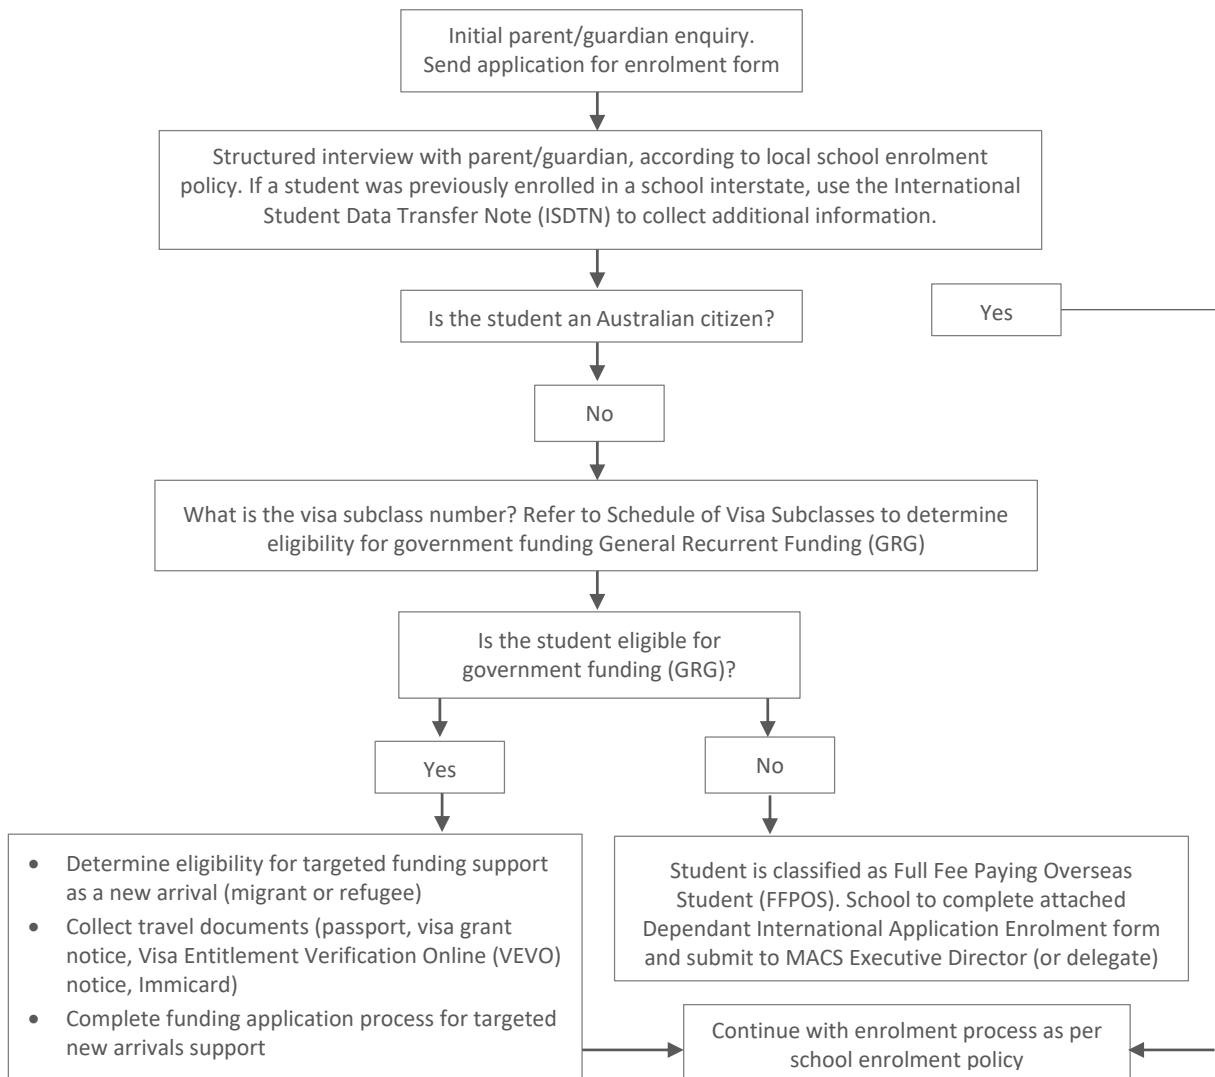 Initial parent/guardian enquiry.
Send application for enrolment form
Structured interview with parent/guardian, according to local school enrolment
policy. If a student was previously enrolled in a school interstate, use the International
Student Data Transfer Note (ISDTN) to collect additional information.
Is the student an Australian citizen?
Yes
No
What is the visa subclass number? Refer to Schedule of Visa Subclasses to determine
eligibility for government funding General Recurrent Funding (GRG)
Is the student eligible for
government funding (GRG)?
Yes
No
• Determine eligibility for targeted funding support
as a new arrival (migrant or refugee)
• Collect travel documents (passport, visa grant
notice, Visa Entitlement Verification Online (VEVO)
notice, Immicard)
• Complete funding application process for targeted
new arrivals support
Student is classified as Full Fee Paying Overseas
Student (FFPOS). School to complete attached
Dependant International Application Enrolment form
and submit to MACS Executive Director (or delegate)
Continue with enrolment process as per
school enrolment policy